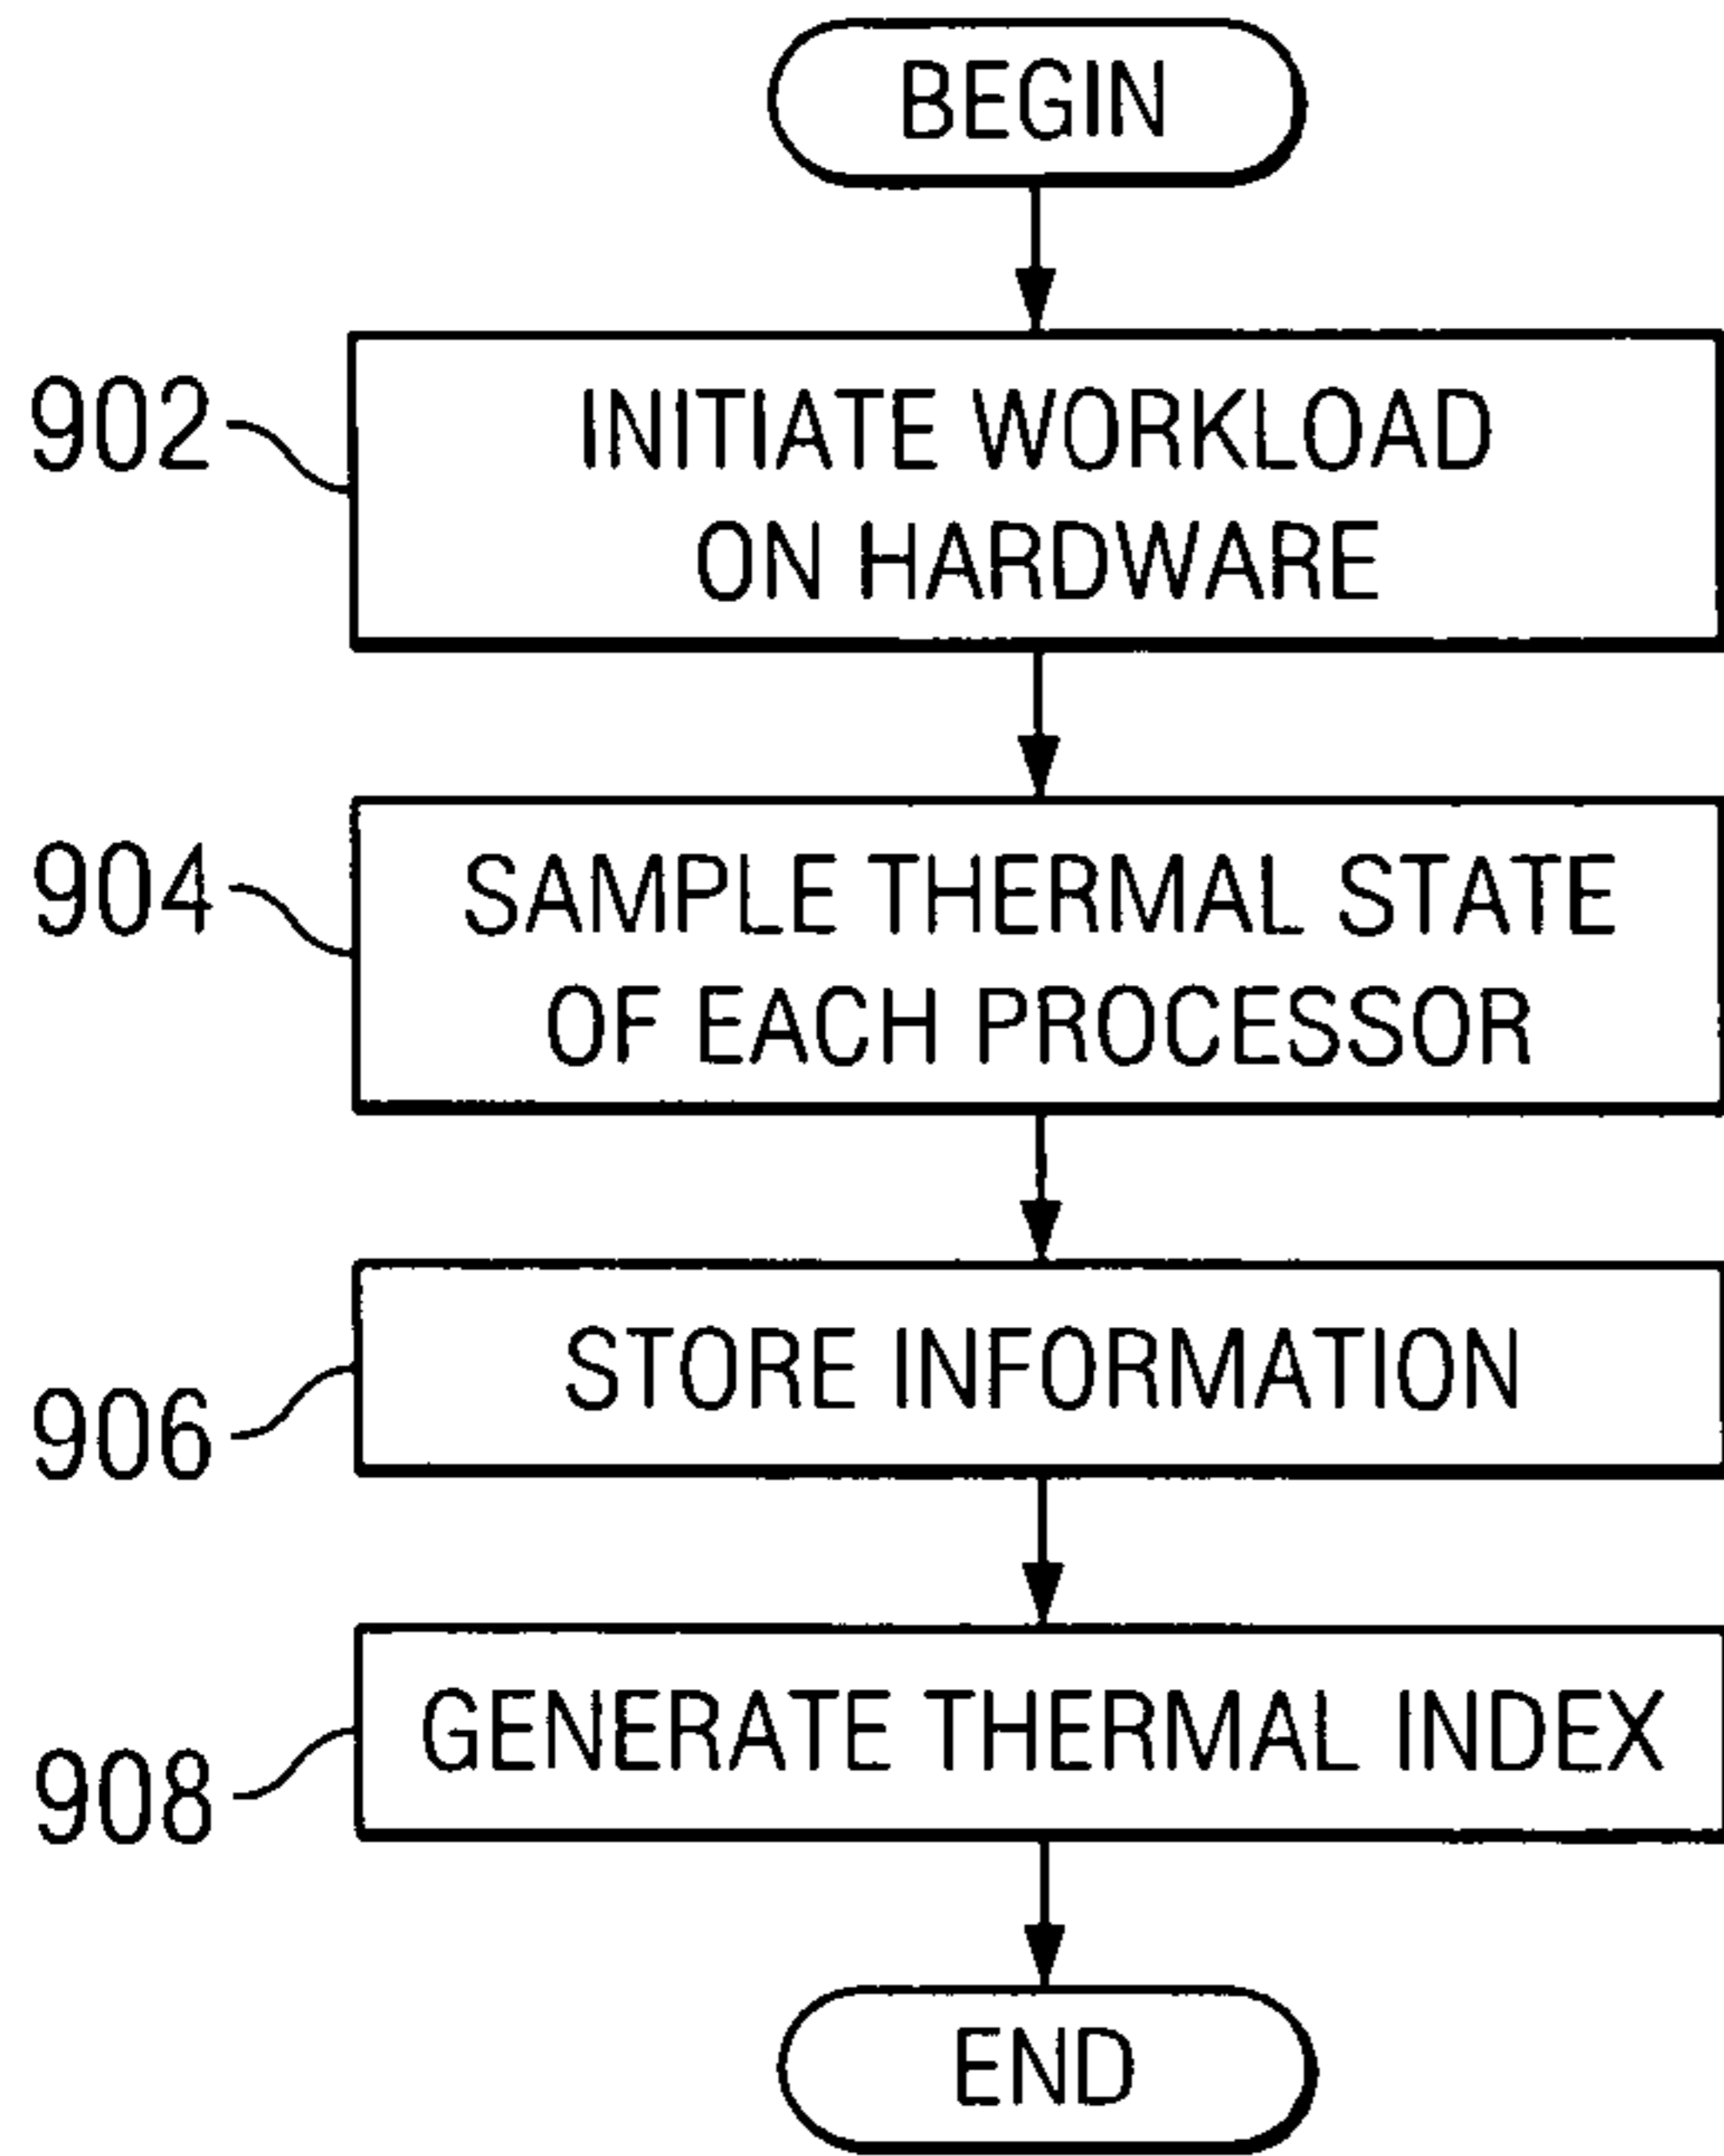 BEGIN
902
INITIATE WORKLOAD
ON HARDWARE
904
SAMPLE THERMAL STATE
OF EACH PROCESSOR
906
STORE INFORMATION
908
GENERATE THERMAL INDEX
END